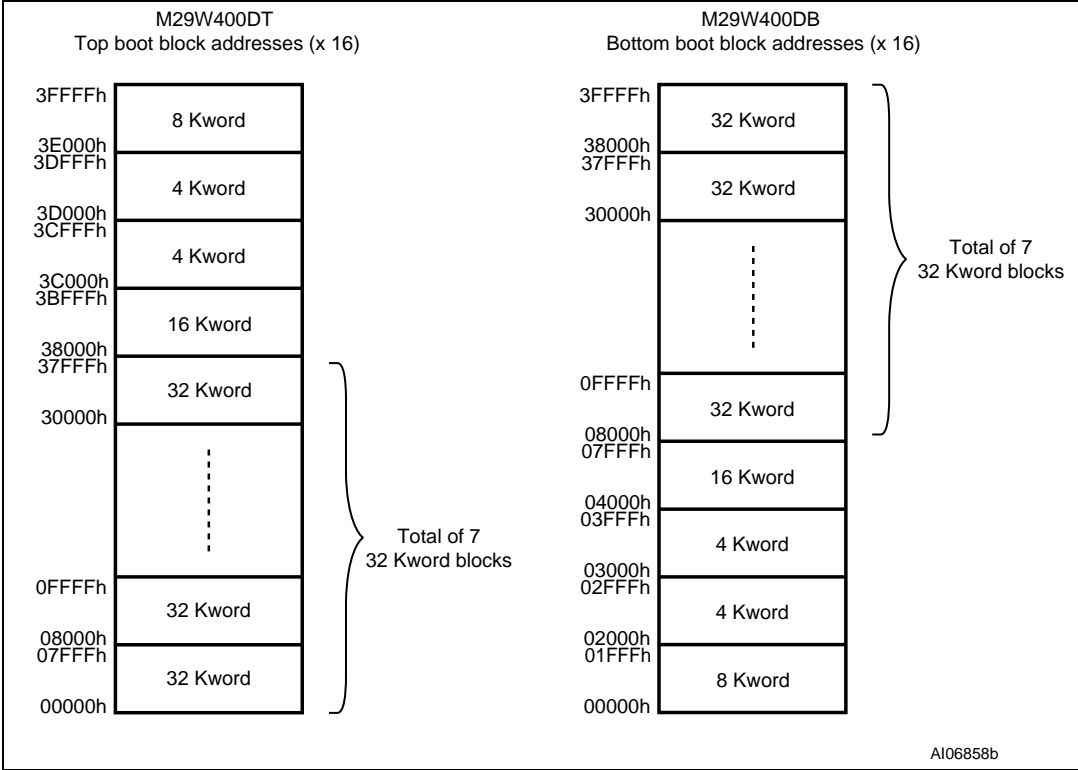 M29W400DT
Top boot block addresses (x 16)
3FFFFh
8 Kword
3E000h
3DFFFh
4 Kword
3D000h
3CFFFh
4 Kword
3C000h
3BFFFh
16 Kword
38000h
37FFFh
32 Kword
30000h
Total of 7
32 Kword blocks
0FFFFh
32 Kword
08000h
07FFFh
32 Kword
00000h
M29W400DB
Bottom boot block addresses (x 16)
3FFFFh
32 Kword
38000h
37FFFh
32 Kword
30000h
Total of 7
32 Kword blocks
0FFFFh
32 Kword
08000h
07FFFh
16 Kword
04000h
03FFFh
4 Kword
03000h
02FFFh
4 Kword
02000h
01FFFh
8 Kword
00000h
AI06858b